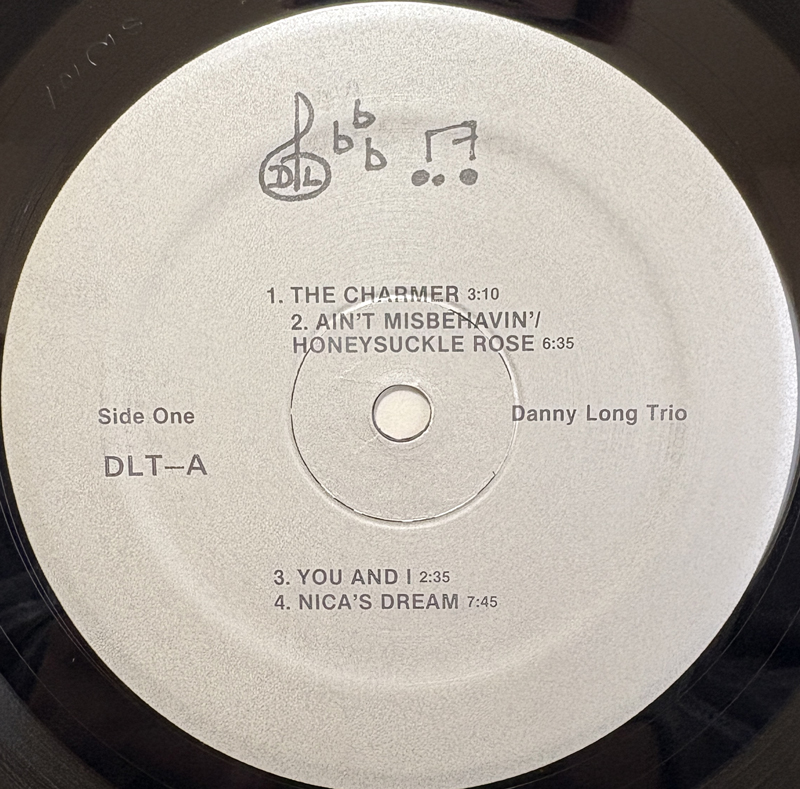 DL
b b b
1. THE CHARMER 3:10
2. AIN'T MISBEHAVIN'/
HONEYSUCKLE ROSE 6:35
Side One
Danny Long Trio
DLT–A
3. YOU AND I 2:35
4. NICA'S DREAM 7:45